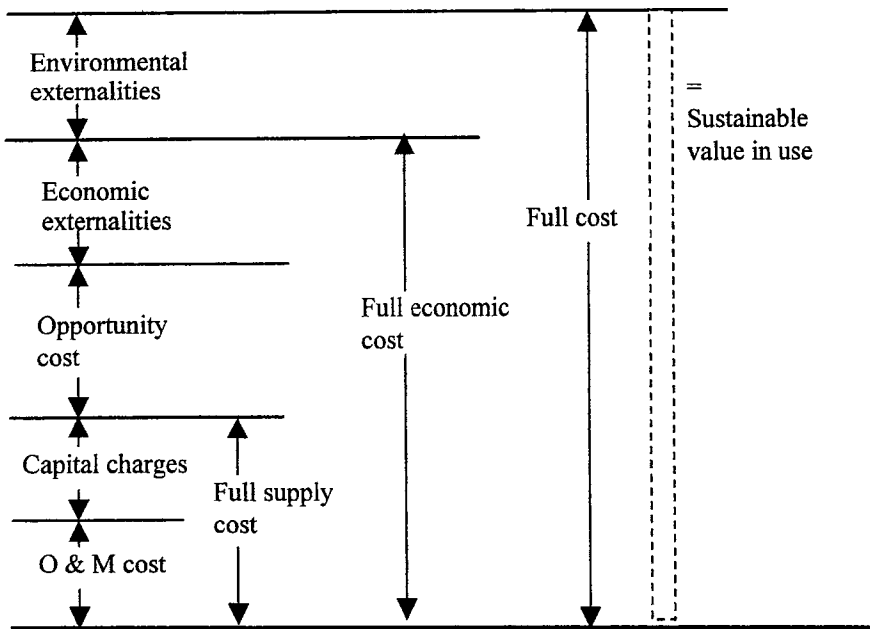 Environmental
externalities
=
Sustainable
value in use
Economic
externalities
Full cost
Full economic
cost
Opportunity
cost
Capital charges
Full supply
cost
O & M cost